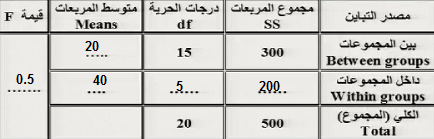 مصدر التباين مجموع المربعات درجات الحرية متوسط المربعات قيمة F
SS df Means
بين المجموعات 300 15 20
Between groups
داخل المجموعات 200 5 40 0.5
Within groups
الكلي (المجموع) 500 20
Total